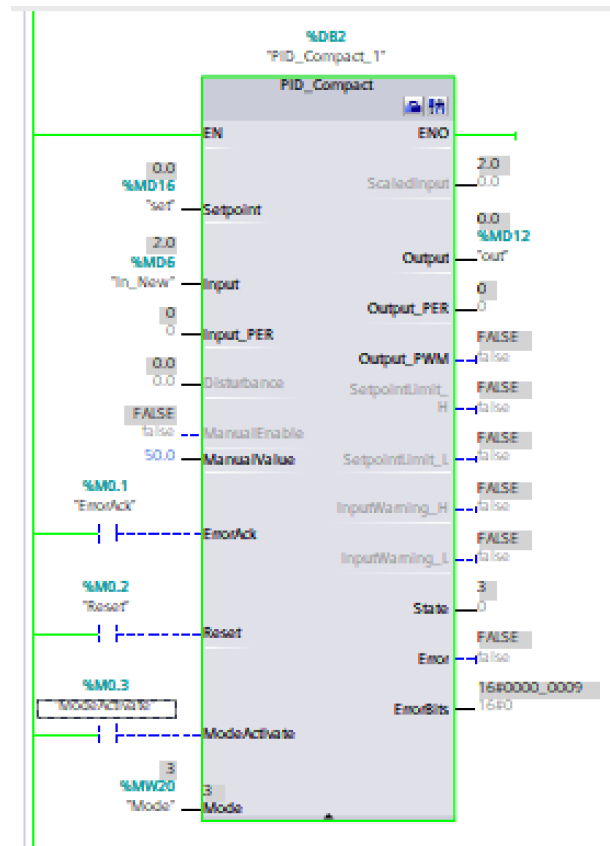 %DB2
"PID_Compact_1"
PID_Compact
EN
ENO
0.0
%MD16
"set"
Setpoint
2.0
%MD6
"In_New"
Input
0
0
Input_PER
0.0
0.0
Disturbance
FALSE
false
ManualEnable
50.0
ManualValue
%M0.1
"ErrorAck"
ErrorAck
%M0.2
"Reset"
Reset
%M0.3
"ModeActivate"
ModeActivate
3
%MW20
"Mode"
3
Mode
ScaledInput
2.0
0.0
Output
0.0
%MD12
"out"
Output_PER
0
0
Output_PWM
FALSE
false
SetpointLimit_
H
FALSE
false
SetpointLimit_L
FALSE
false
InputWarning_H
FALSE
false
InputWarning_L
FALSE
false
State
3
0
Error
FALSE
false
ErrorBits
16#0000_0009
16#0